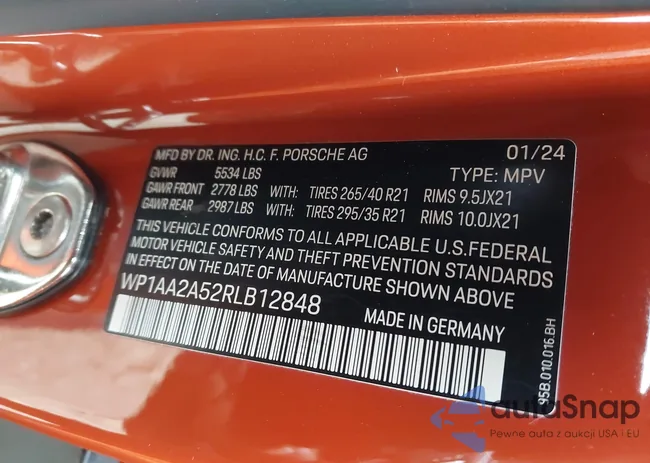 MFD BY DR. ING. H.C. F. PORSCHE AG 01/24
GVWR 5534 LBS TYPE: MPV
GAWR FRONT 2778 LBS WITH: TIRES 265/40 R21 RIMS 9.5JX21
GAWR REAR 2987 LBS WITH: TIRES 295/35 R21 RIMS 10.0JX21
THIS VEHICLE CONFORMS TO ALL APPLICABLE U.S.FEDERAL
MOTOR VEHICLE SAFETY AND THEFT PREVENTION STANDARDS
IN EFFECT ON THE DATE OF MANUFACTURE SHOWN ABOVE
WP1AA2A52RLB12848
MADE IN GERMANY
95B.010.016.BH
autaSnap
Pewne auta z aukcji USA i EU